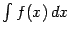 ∫ f(x) dx